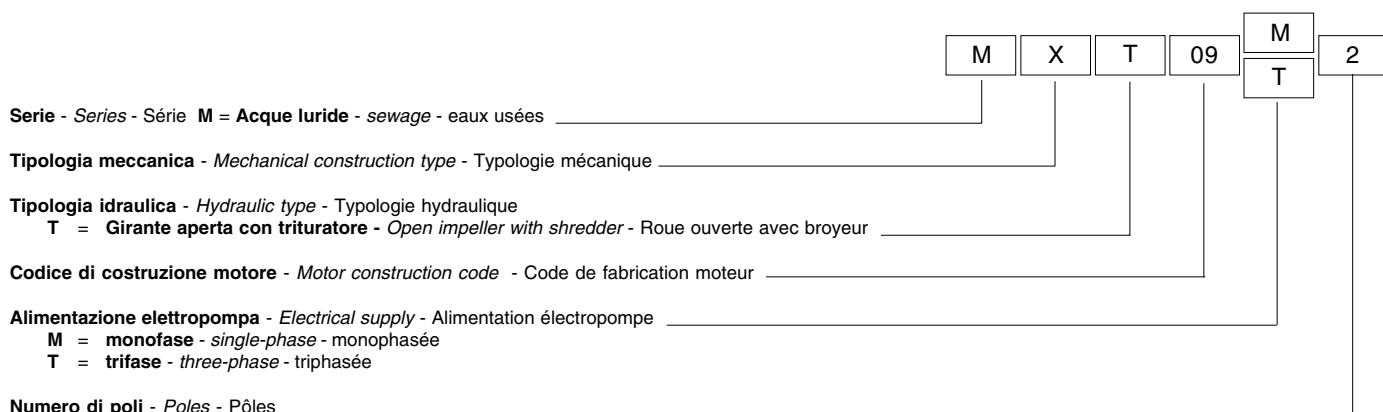 M X T 09 M T 2
Serie - Series - Série M = Acque luride - sewage - eaux usées
Tipologia meccanica - Mechanical construction type - Typologie mécanique
Tipologia idraulica - Hydraulic type - Typologie hydraulique
T = Girante aperta con trituratore - Open impeller with shredder - Roue ouverte avec broyeur
Codice di costruzione motore - Motor construction code - Code de fabrication moteur
Alimentazione elettropompa - Electrical supply - Alimentation électropompe
M = monofase - single-phase - monophasée
T = trifase - three-phase - triphasée
Numero di poli - Poles - Pôles